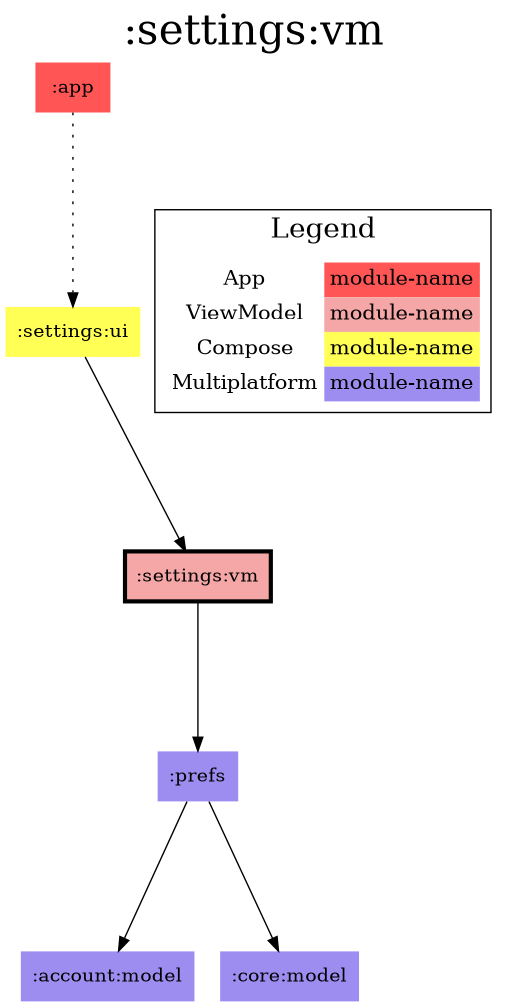 :settings:vm
:app
Legend
App module-name
ViewModel module-name
Compose module-name
Multiplatform module-name
:settings:ui
:settings:vm
:prefs
:account:model
:core:model